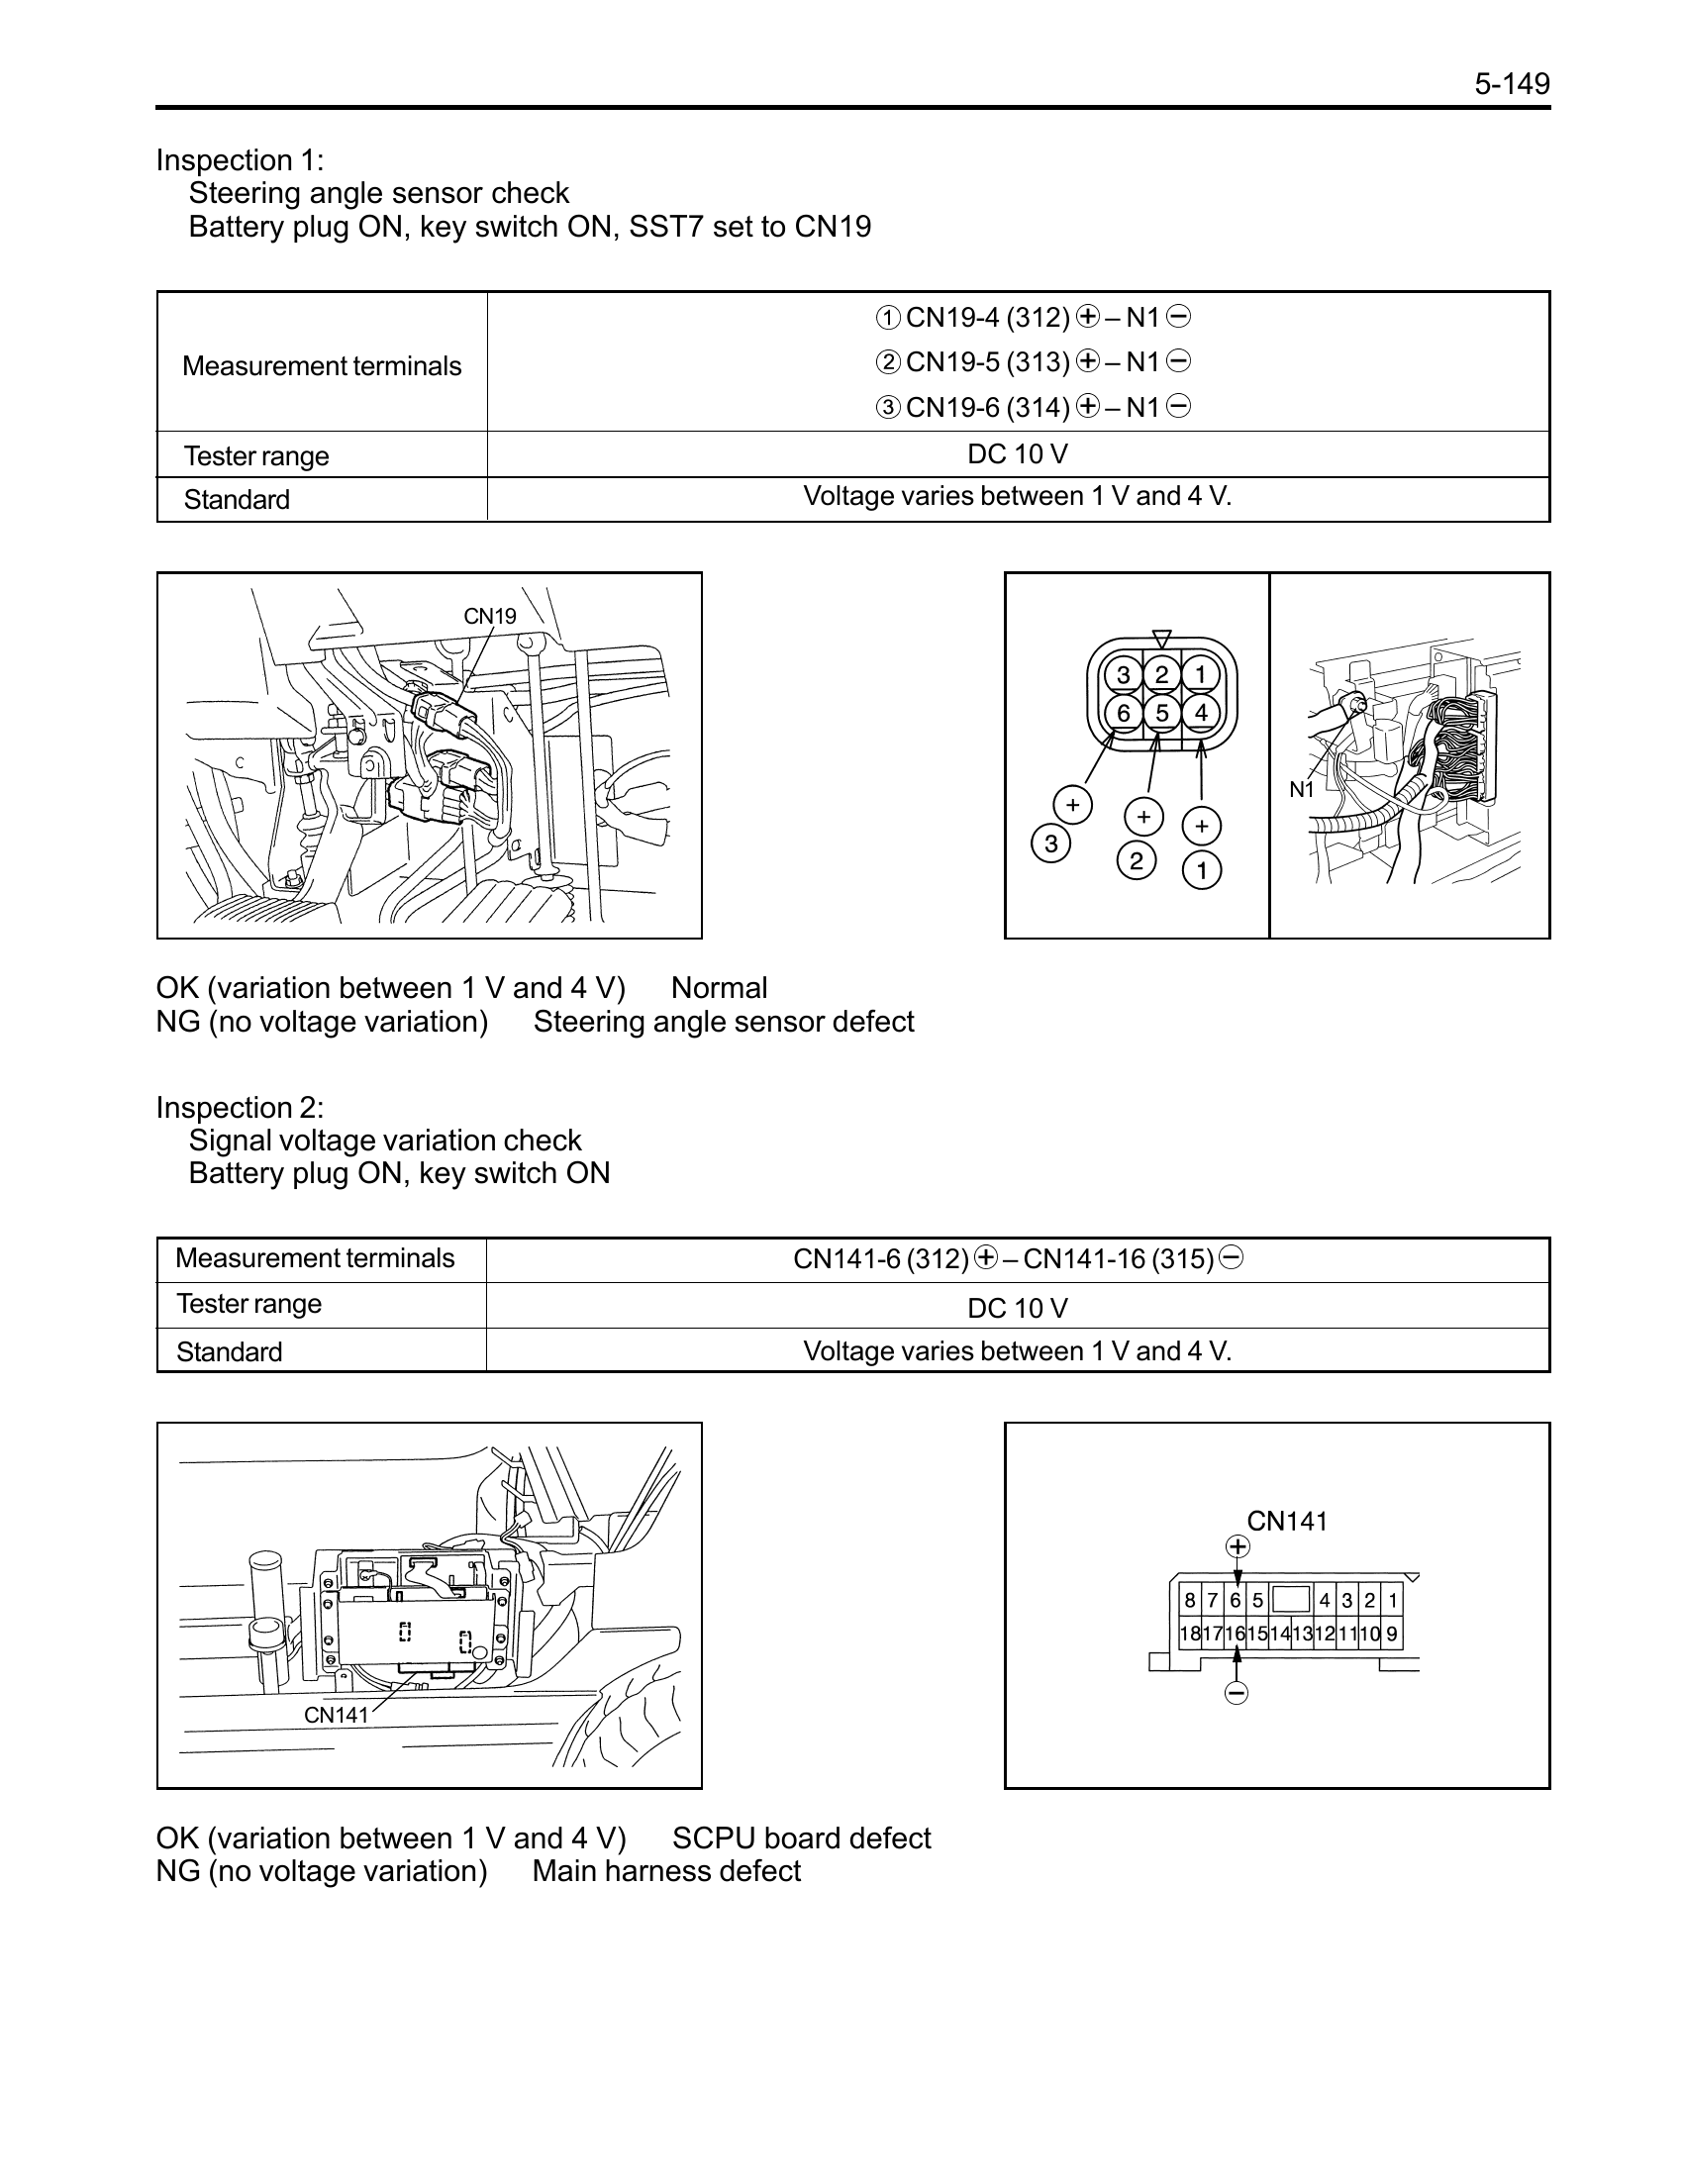 5-149
Inspection 1:
Steering angle sensor check
Battery plug ON, key switch ON, SST7 set to CN19
Measurement terminals
① CN19-4 (312) ⊕ – N1 ⊖
② CN19-5 (313) ⊕ – N1 ⊖
③ CN19-6 (314) ⊕ – N1 ⊖
Tester range
DC 10 V
Standard
Voltage varies between 1 V and 4 V.
CN19
3 2 1
6 5 4
+ + +
3 2 1
N1
OK (variation between 1 V and 4 V) Normal
NG (no voltage variation) Steering angle sensor defect
Inspection 2:
Signal voltage variation check
Battery plug ON, key switch ON
Measurement terminals
CN141-6 (312) ⊕ – CN141-16 (315) ⊖
Tester range
DC 10 V
Standard
Voltage varies between 1 V and 4 V.
CN141
CN141
⊕
8 7 6 5 4 3 2 1
18 17 16 15 14 13 12 11 10 9
⊖
OK (variation between 1 V and 4 V) SCPU board defect
NG (no voltage variation) Main harness defect